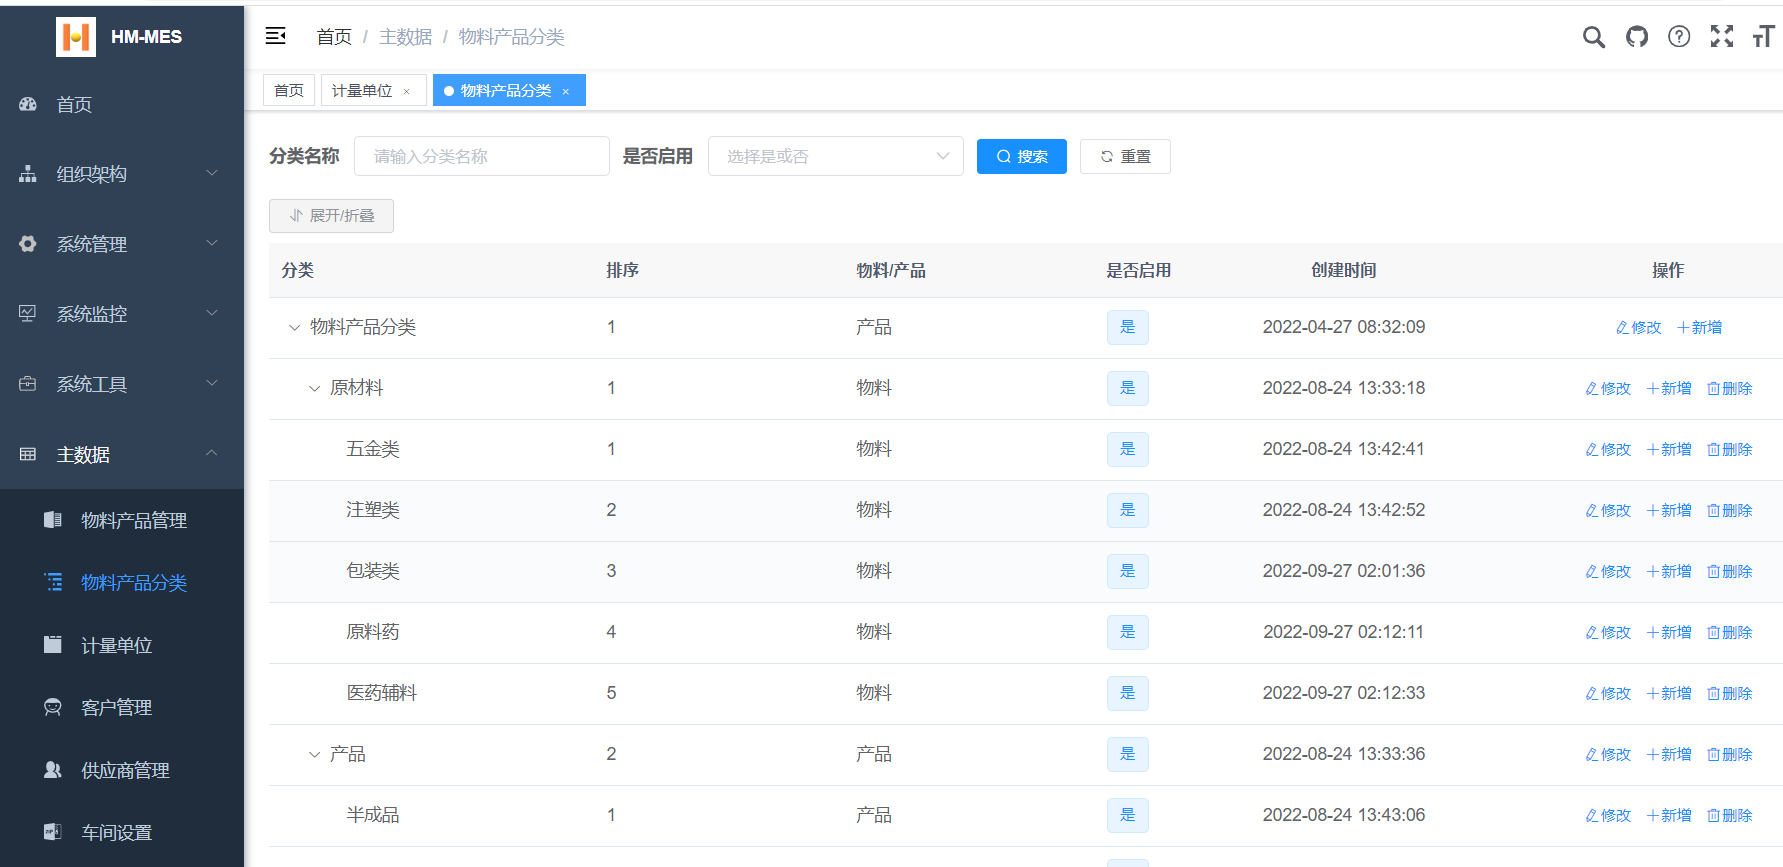 HM-MES
首页
组织架构
系统管理
系统监控
系统工具
主数据
物料产品管理
物料产品分类
计量单位
客户管理
供应商管理
车间设置
首页 / 主数据 / 物料产品分类
首页 计量单位 × 物料产品分类 ×
分类名称 请输入分类名称 是否启用 选择是或否 搜索 重置
展开/折叠
分类 排序 物料/产品 是否启用 创建时间 操作
物料产品分类 1 产品 是 2022-04-27 08:32:09 修改 新增
原材料 1 物料 是 2022-08-24 13:33:18 修改 新增 删除
五金类 1 物料 是 2022-08-24 13:42:41 修改 新增 删除
注塑类 2 物料 是 2022-08-24 13:42:52 修改 新增 删除
包装类 3 物料 是 2022-09-27 02:01:36 修改 新增 删除
原料药 4 物料 是 2022-09-27 02:12:11 修改 新增 删除
医药辅料 5 物料 是 2022-09-27 02:12:33 修改 新增 删除
产品 2 产品 是 2022-08-24 13:33:36 修改 新增 删除
半成品 1 产品 是 2022-08-24 13:43:06 修改 新增 删除